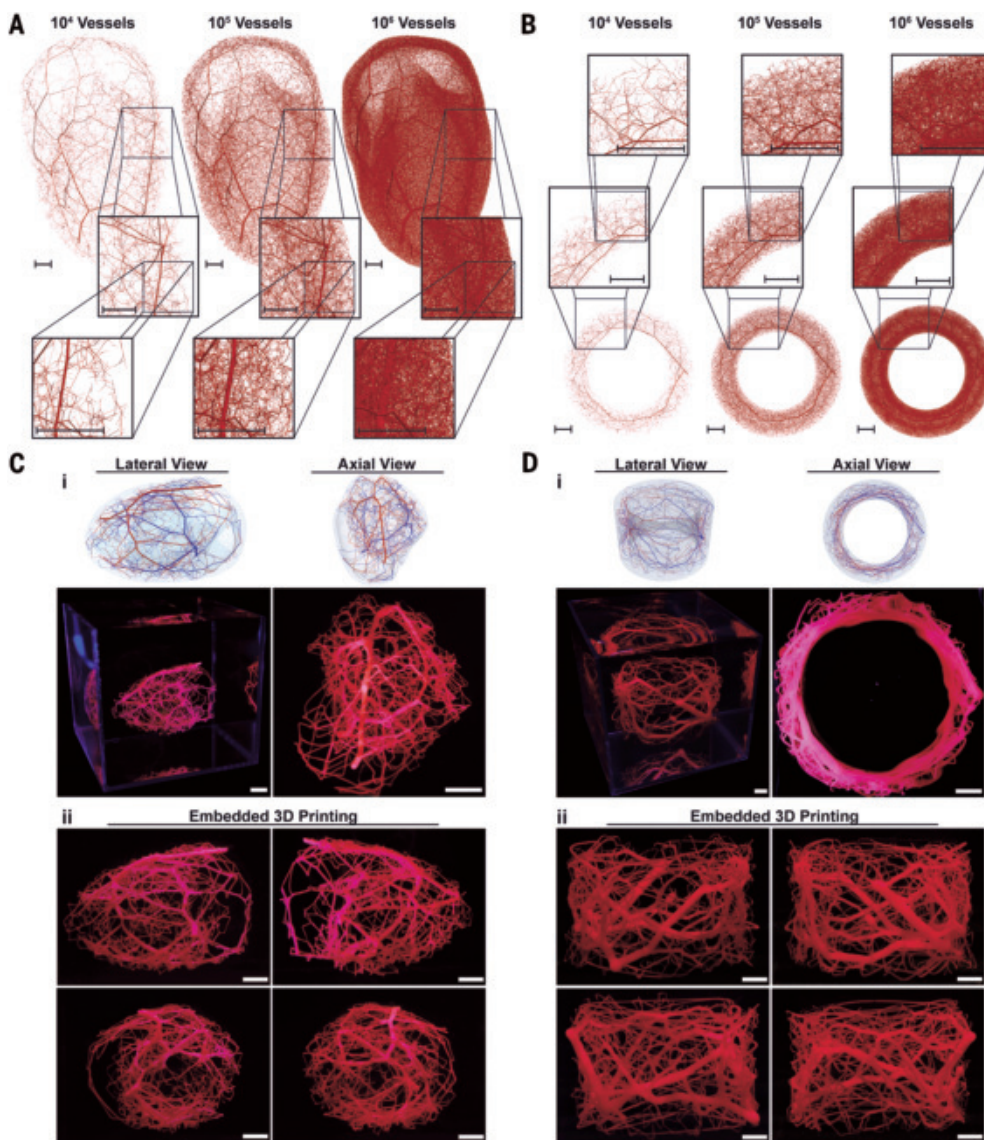 A
10⁴ Vessels 10⁵ Vessels 10⁶ Vessels
B
10⁴ Vessels 10⁵ Vessels 10⁶ Vessels
C
Lateral View Axial View
i
ii
Embedded 3D Printing
D
Lateral View Axial View
i
ii
Embedded 3D Printing